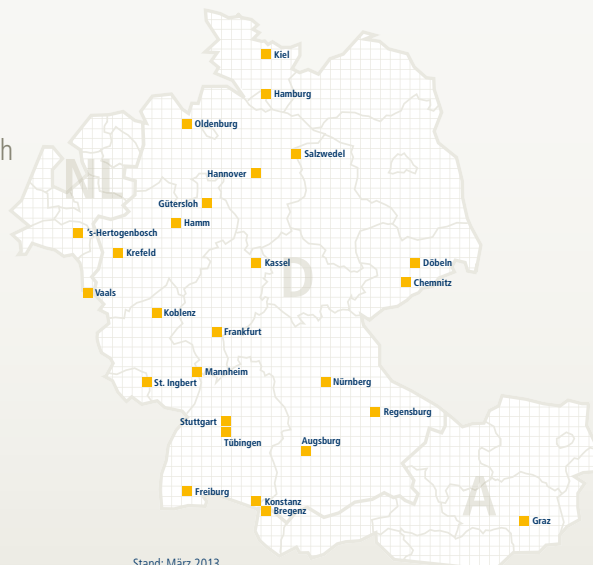 Kiel
Hamburg
Oldenburg
h
Salzwedel
Hannover
NL
Gütersloh
Hamm
's-Hertogenbosch
Krefeld
Kassel
D
Döbeln
Chemnitz
Vaals
Koblenz
Frankfurt
Mannheim
St. Ingbert
Nürnberg
Regensburg
Stuttgart
Tübingen
Augsburg
Freiburg
Konstanz
A
Bregenz
Graz
Stand: März 2013